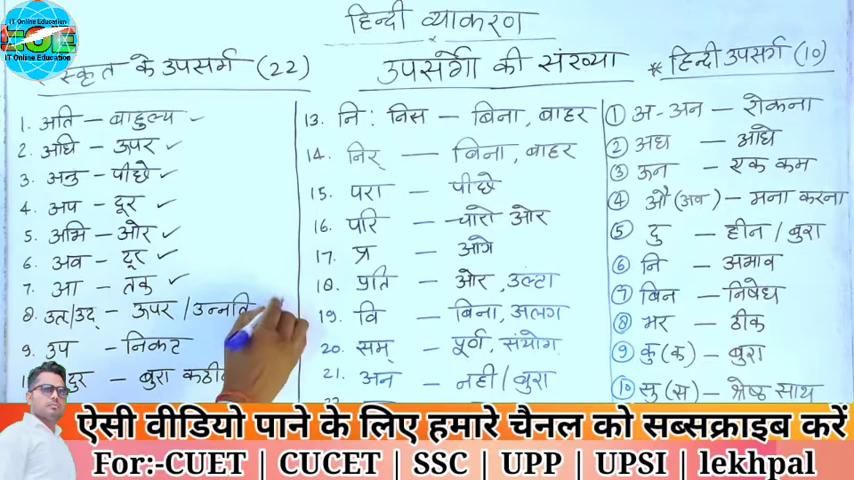 IT Online Education
EOE
IT Online Education
हिन्दी व्याकरण
स्कृत के उपसर्ग (22)
1. अति - बाहुल्य ✓
2. अधि - ऊपर ✓
3. अनु - पीछे ✓
4. अप - दूर ✓
5. अभि - ओर ✓
6. अव - दूर ✓
7. आ - तक ✓
8. उत्/उद् - ऊपर / उन्नति
9. उप - निकट
दुर - बुरा
उपसर्गो की संख्या
13. नि: निस - बिना, बाहर
14. निर् - बिना, बाहर
15. परा - पीछे
16. परि - चारो ओर
17. प्र - आगे
18. प्रति - ओर, उल्टा
19. वि - बिना, अलग
20. सम् - पूर्ण, संयोग
21. अन - नही / बुरा
* हिन्दी उपसर्ग (10)
① अ-अन - रोकना
② अध - आधे
③ ऊन - एक कम
④ औ (अव) - मना करना
⑤ दु - हीन / बुरा
⑥ नि - अभाव
⑦ बिन - निषेध
⑧ भर - ठीक
⑨ कु (क) - बुरा
⑩ सु (स) - श्रेष्ठ साथ
ऐसी वीडियो पाने के लिए हमारे चैनल को सब्सक्राइब करें
For:-CUET | CUCET | SSC | UPP | UPSI | lekhpal